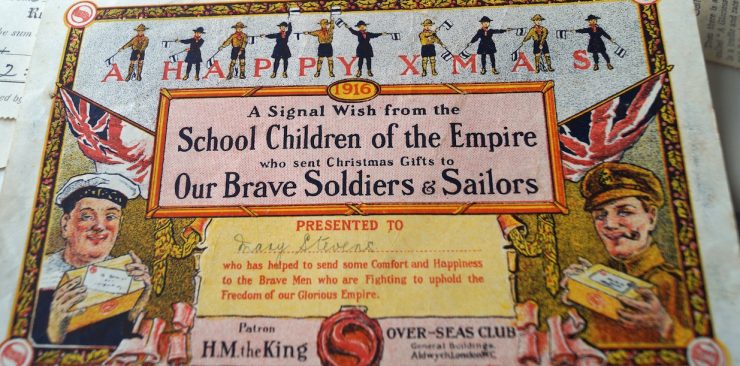 A HAPPY XMAS
1916
A Signal Wish from the
School Children of the Empire
who sent Christmas Gifts to
Our Brave Soldiers & Sailors
PRESENTED TO
Mary Stevens
who has helped to send some Comfort and Happiness
to the Brave Men who are Fighting to uphold the
Freedom of our Glorious Empire.
Patron
H.M. the King
OVER-SEAS CLUB
General Buildings.
Aldwych London WC.